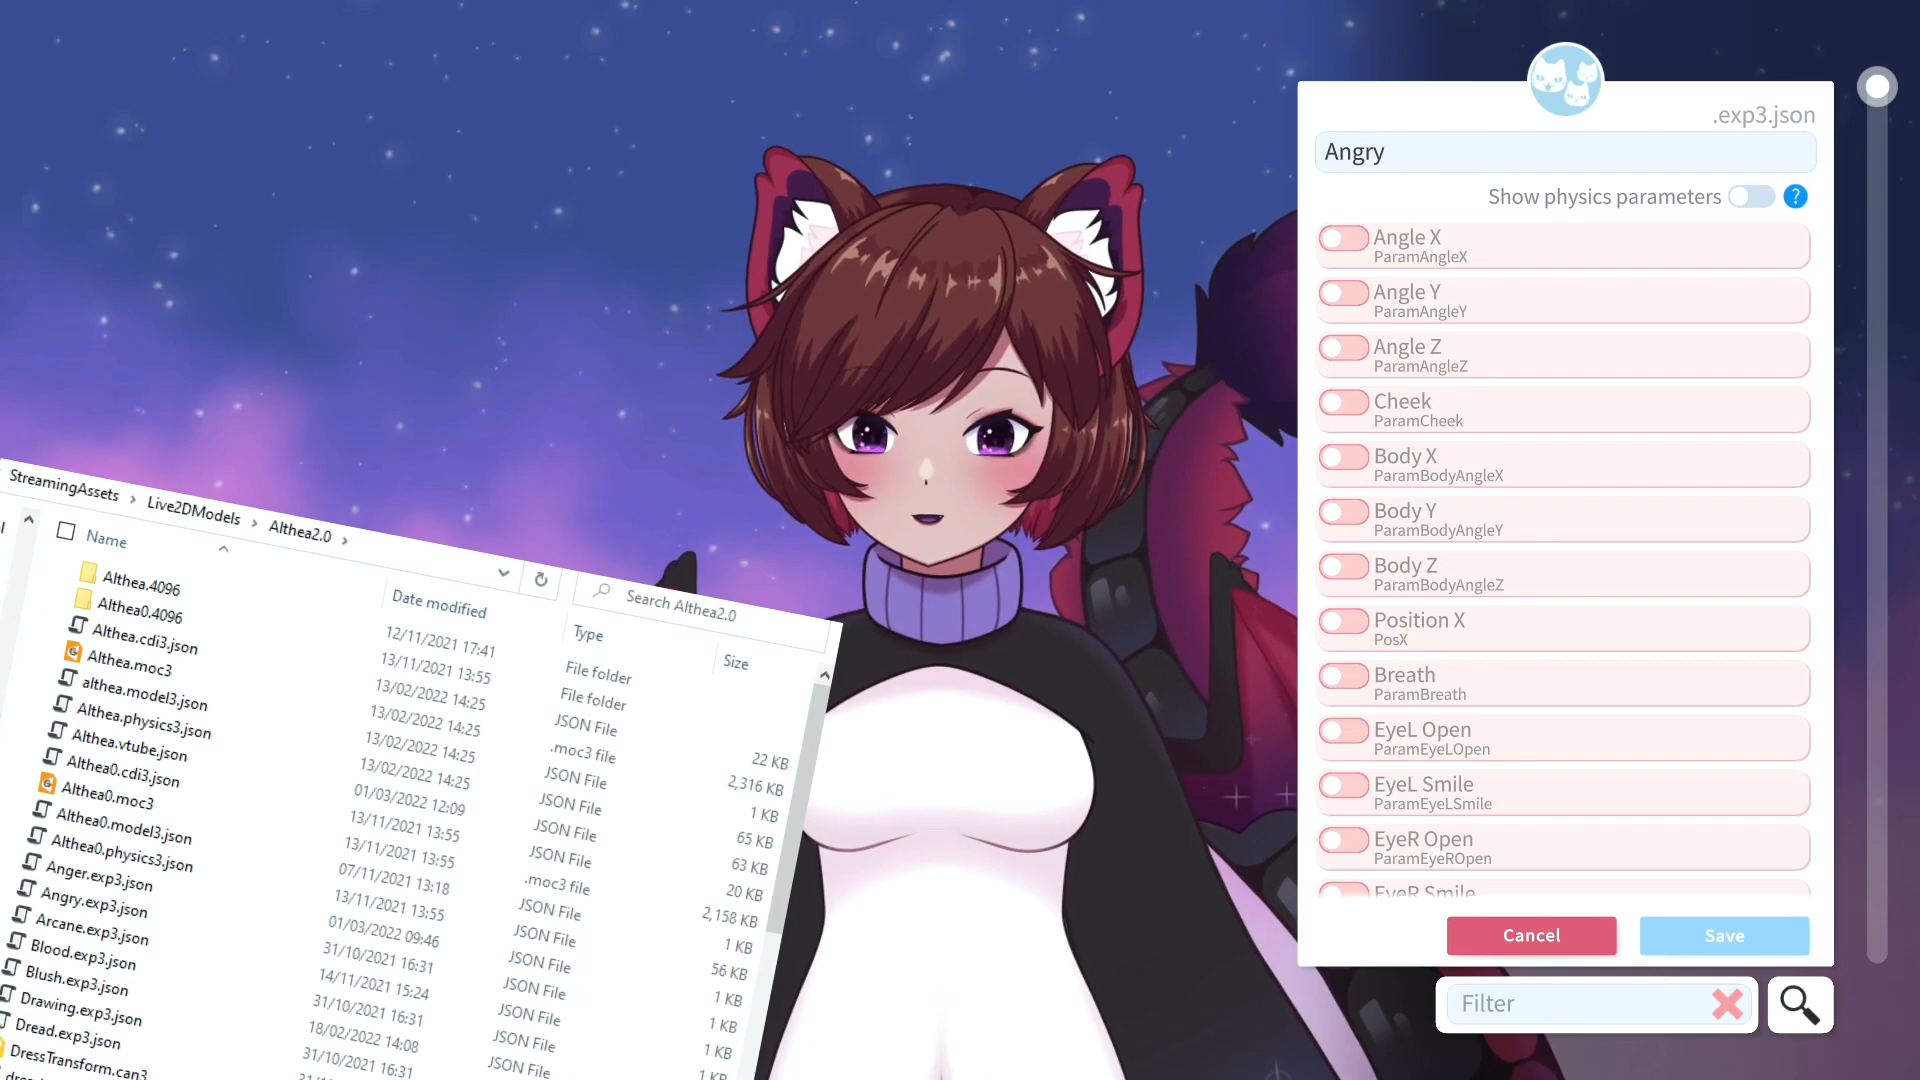 StreamingAssets > Live2DModels > Althea2.0 >
Search Althea2.0
Name
Date modified
Type
Size
Althea.4096
12/11/2021 17:41
File folder
Althea0.4096
13/11/2021 13:55
File folder
Althea.cdi3.json
13/02/2022 14:25
JSON File
22 KB
Althea.moc3
13/02/2022 14:25
.moc3 file
2,316 KB
althea.model3.json
13/02/2022 14:25
JSON File
1 KB
Althea.physics3.json
13/02/2022 14:25
JSON File
65 KB
Althea.vtube.json
01/03/2022 12:09
JSON File
63 KB
Althea0.cdi3.json
13/11/2021 13:55
JSON File
20 KB
Althea0.moc3
13/11/2021 13:55
.moc3 file
2,158 KB
Althea0.model3.json
07/11/2021 13:18
JSON File
1 KB
Althea0.physics3.json
13/11/2021 13:55
JSON File
56 KB
Anger.exp3.json
01/03/2022 09:46
JSON File
1 KB
Angry.exp3.json
31/10/2021 16:31
JSON File
1 KB
Arcane.exp3.json
14/11/2021 15:24
JSON File
1 KB
Blood.exp3.json
31/10/2021 16:31
JSON File
1 KB
Blush.exp3.json
18/02/2022 14:08
JSON File
Drawing.exp3.json
31/10/2021 16:31
Dread.exp3.json
DressTransform.can3
.exp3.json
Angry
Show physics parameters
?
Angle X
ParamAngleX
Angle Y
ParamAngleY
Angle Z
ParamAngleZ
Cheek
ParamCheek
Body X
ParamBodyAngleX
Body Y
ParamBodyAngleY
Body Z
ParamBodyAngleZ
Position X
PosX
Breath
ParamBreath
EyeL Open
ParamEyeLOpen
EyeL Smile
ParamEyeLSmile
EyeR Open
ParamEyeROpen
EyeR Smile
Cancel
Save
Filter